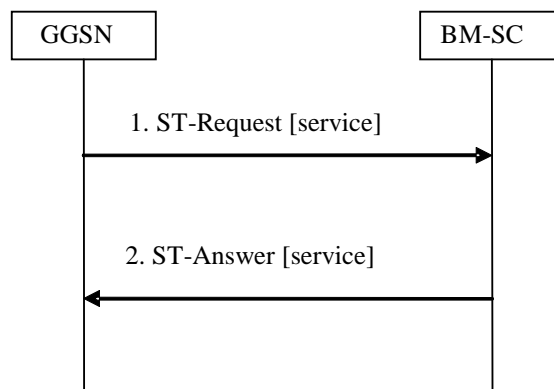 GGSN
BM-SC
1. ST-Request [service]
2. ST-Answer [service]